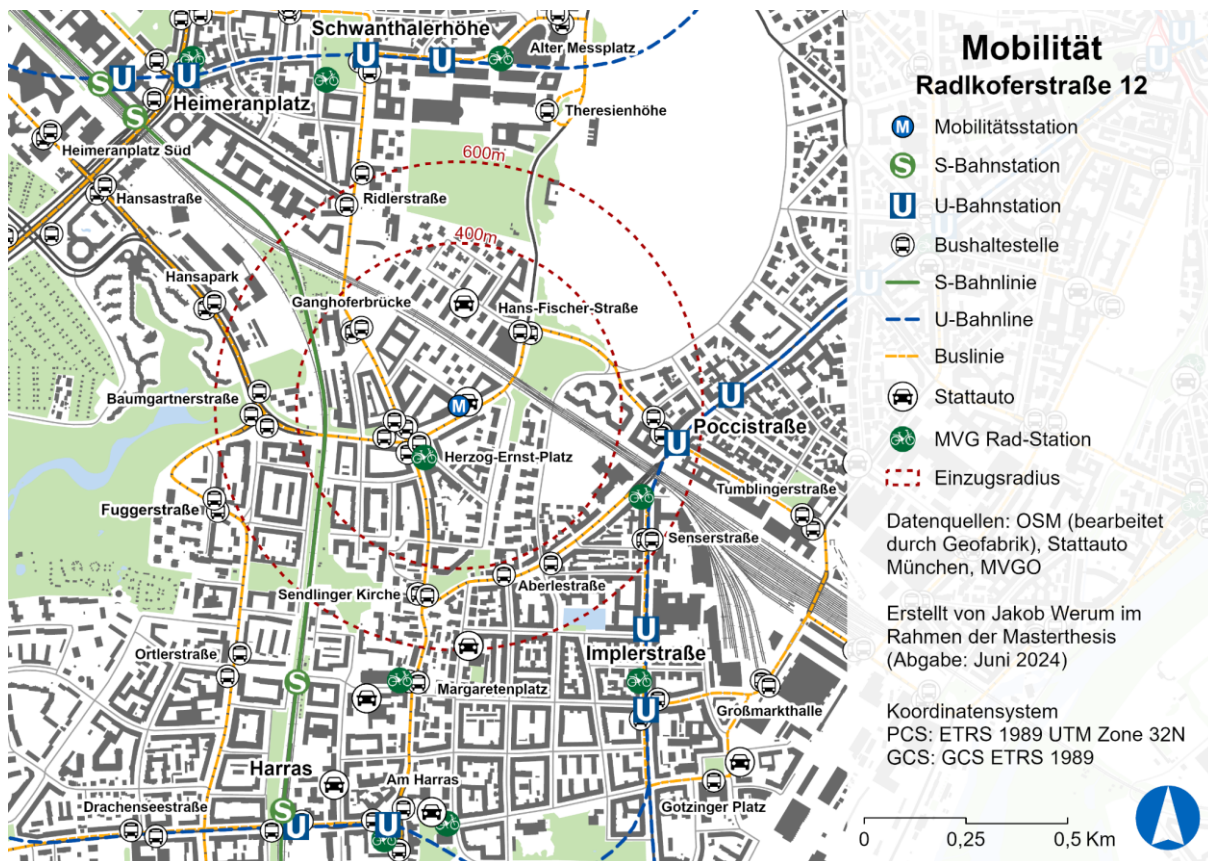 Schwanthalerhöhe
Alter Messplatz
Heimeranplatz
Theresienhöhe
Heimeranplatz Süd
600m
Hansastraße
Ridlerstraße
400m
Hansapark
Ganghoferbrücke
Hans-Fischer-Straße
Baumgartnerstraße
M
Poccistraße
Herzog-Ernst-Platz
Tumblingerstraße
Fuggerstraße
Senserstraße
Aberlestraße
Sendlinger Kirche
Ortlerstraße
Implerstraße
Margaretenplatz
Großmarkthalle
Harras
Am Harras
Drachenseestraße
Gotzinger Platz
U
U
U
U
U
U
U
U
U
U
S
S
S
S
Mobilität
Radlkoferstraße 12
M Mobilitätsstation
S S-Bahnstation
U U-Bahnstation
Bushaltestelle
S-Bahnlinie
U-Bahnline
Buslinie
Stattauto
MVG Rad-Station
Einzugsradius
Datenquellen: OSM (bearbeitet
durch Geofabrik), Stattauto
München, MVGO
Erstellt von Jakob Werum im
Rahmen der Masterthesis
(Abgabe: Juni 2024)
Koordinatensystem
PCS: ETRS 1989 UTM Zone 32N
GCS: GCS ETRS 1989
0 0,25 0,5 Km